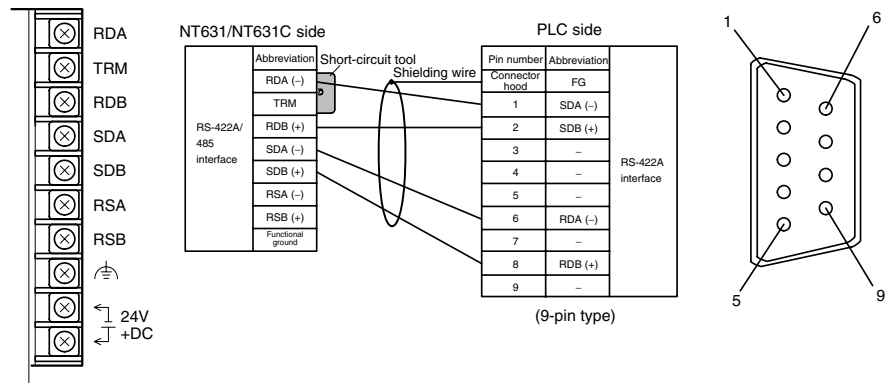 RDA
TRM
RDB
SDA
SDB
RSA
RSB
24V
+DC
NT631/NT631C side
Abbreviation
Short-circuit tool
RDA (–)
TRM
RDB (+)
SDA (–)
SDB (+)
RSA (–)
RSB (+)
Functional
ground
RS-422A/
485
interface
Shielding wire
PLC side
Pin number Abbreviation
Connector
hood FG
1 SDA (–)
2 SDB (+)
3 –
4 –
5 –
6 RDA (–)
7 –
8 RDB (+)
9 –
RS-422A
interface
(9-pin type)
1
6
5
9